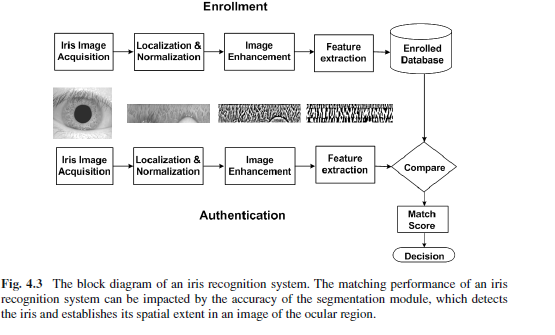 Enrollment
Iris Image
Acquisition
Localization &
Normalization
Image
Enhancement
Feature
extraction
Enrolled
Database
Iris Image
Acquisition
Localization &
Normalization
Image
Enhancement
Feature
extraction
Compare
Authentication
Match
Score
Decision
Fig. 4.3 The block diagram of an iris recognition system. The matching performance of an iris
recognition system can be impacted by the accuracy of the segmentation module, which detects
the iris and establishes its spatial extent in an image of the ocular region.